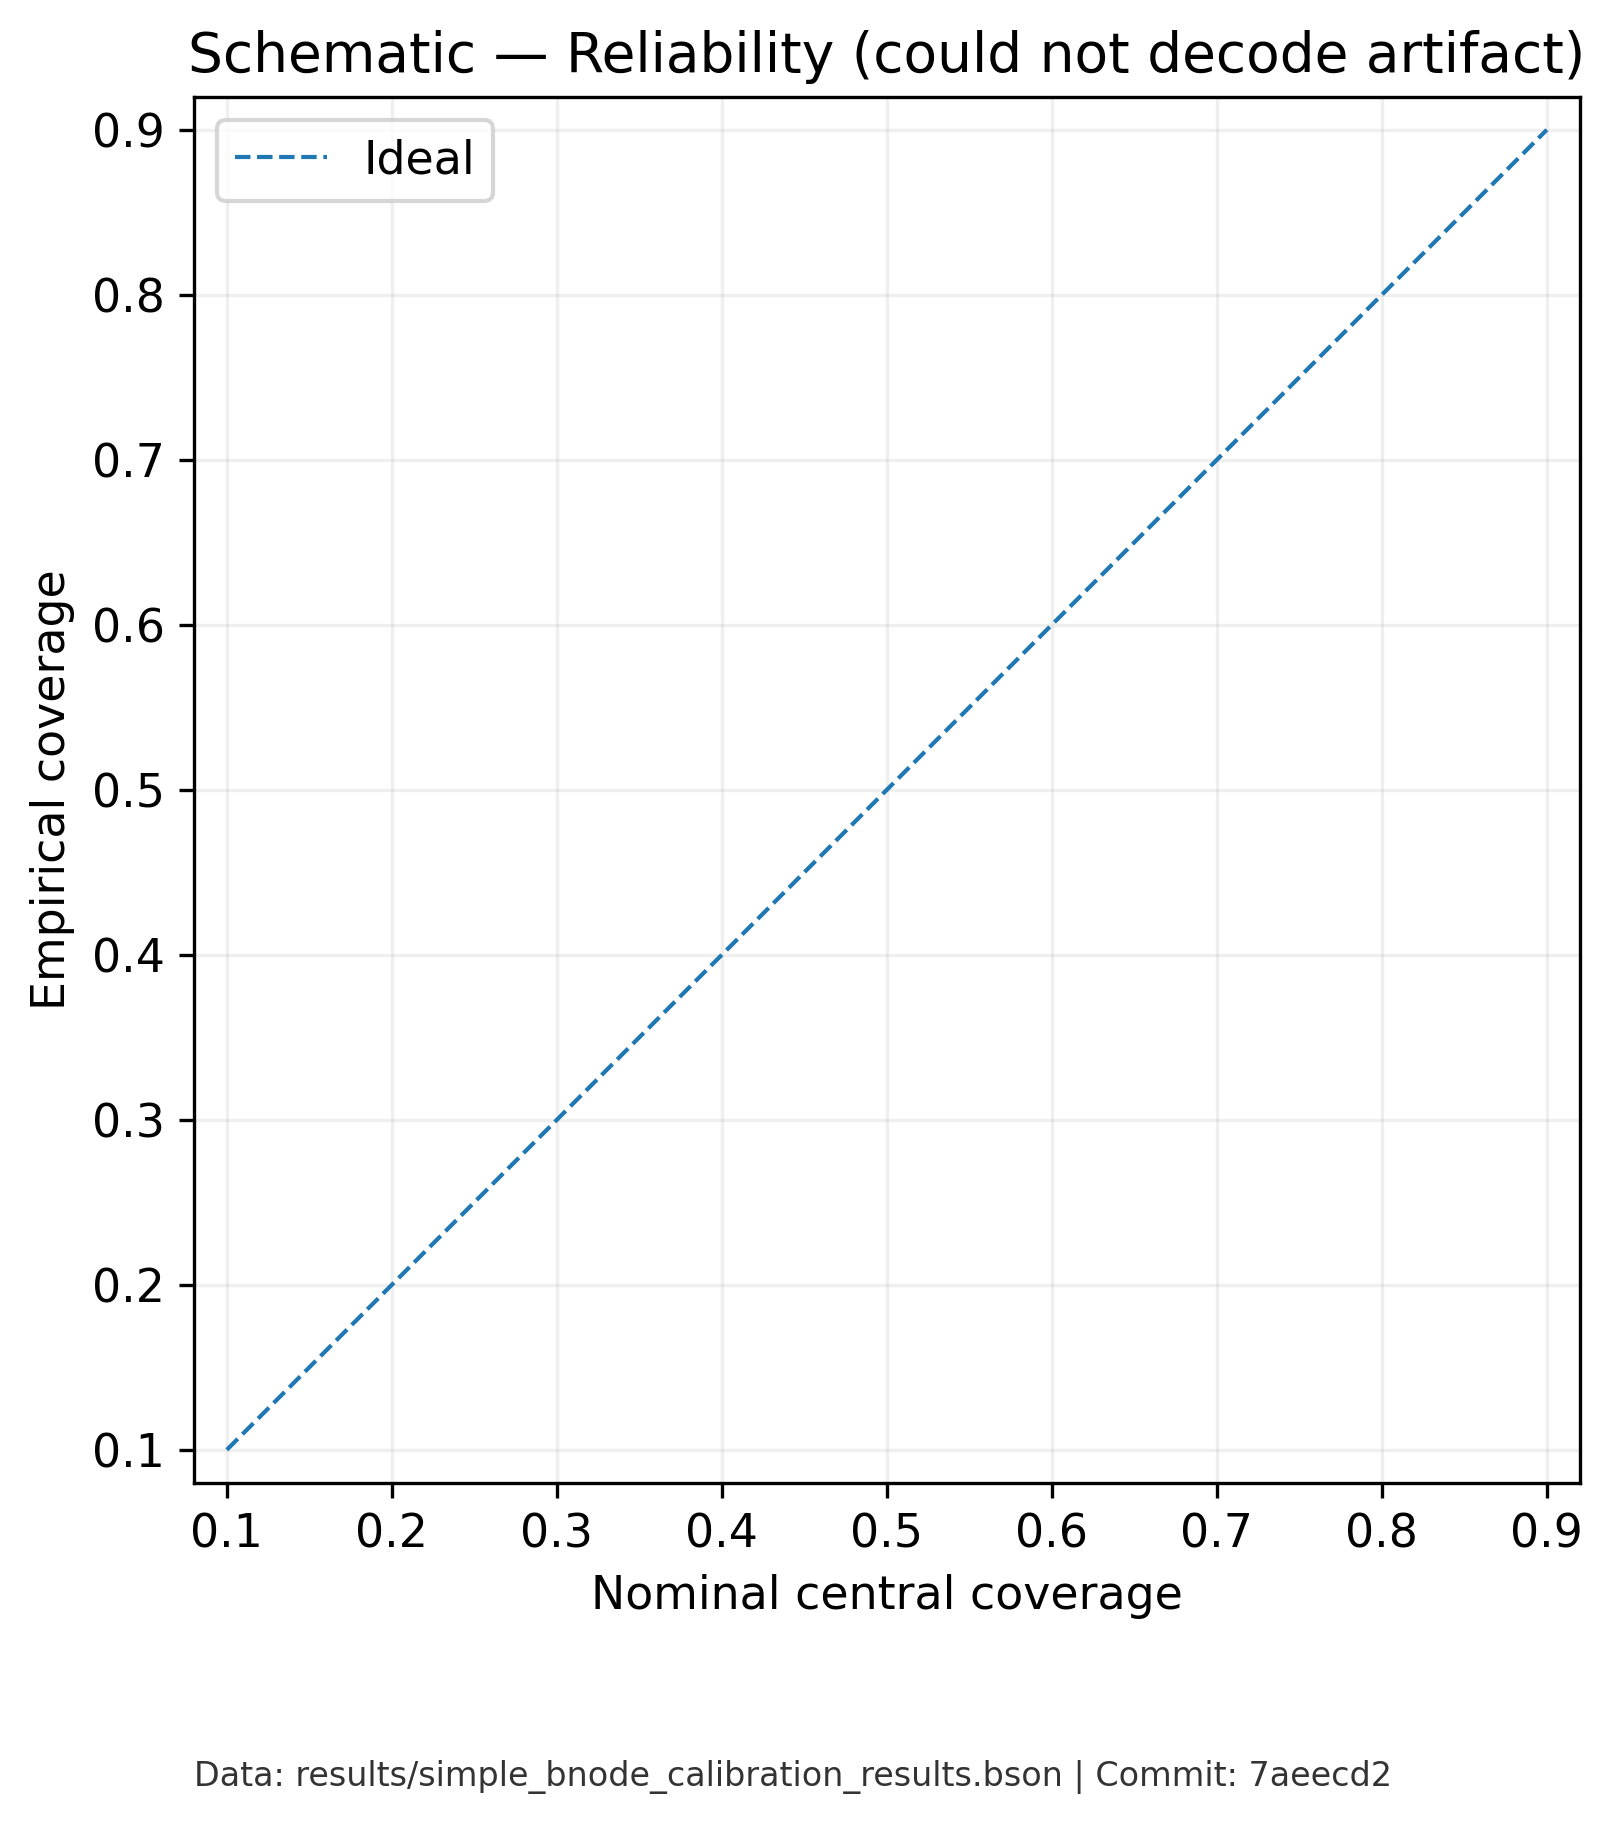 Schematic — Reliability (could not decode artifact)
Ideal
0.9
0.8
0.7
0.6
0.5
0.4
0.3
0.2
0.1
Empirical coverage
0.1 0.2 0.3 0.4 0.5 0.6 0.7 0.8 0.9
Nominal central coverage
Data: results/simple_bnode_calibration_results.bson | Commit: 7aeecd2